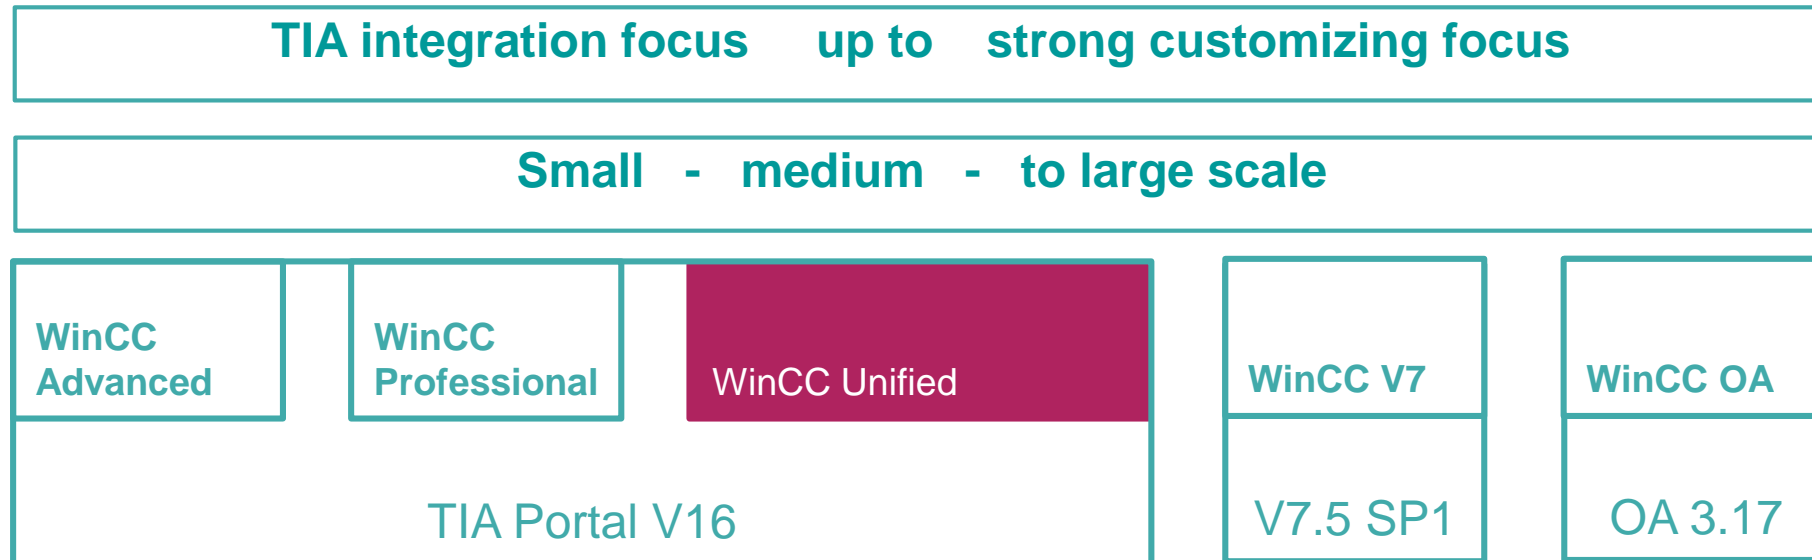 TIA integration focus up to strong customizing focus
Small - medium - to large scale
WinCC
Advanced
WinCC
Professional
WinCC Unified
WinCC V7
WinCC OA
TIA Portal V16
V7.5 SP1
OA 3.17